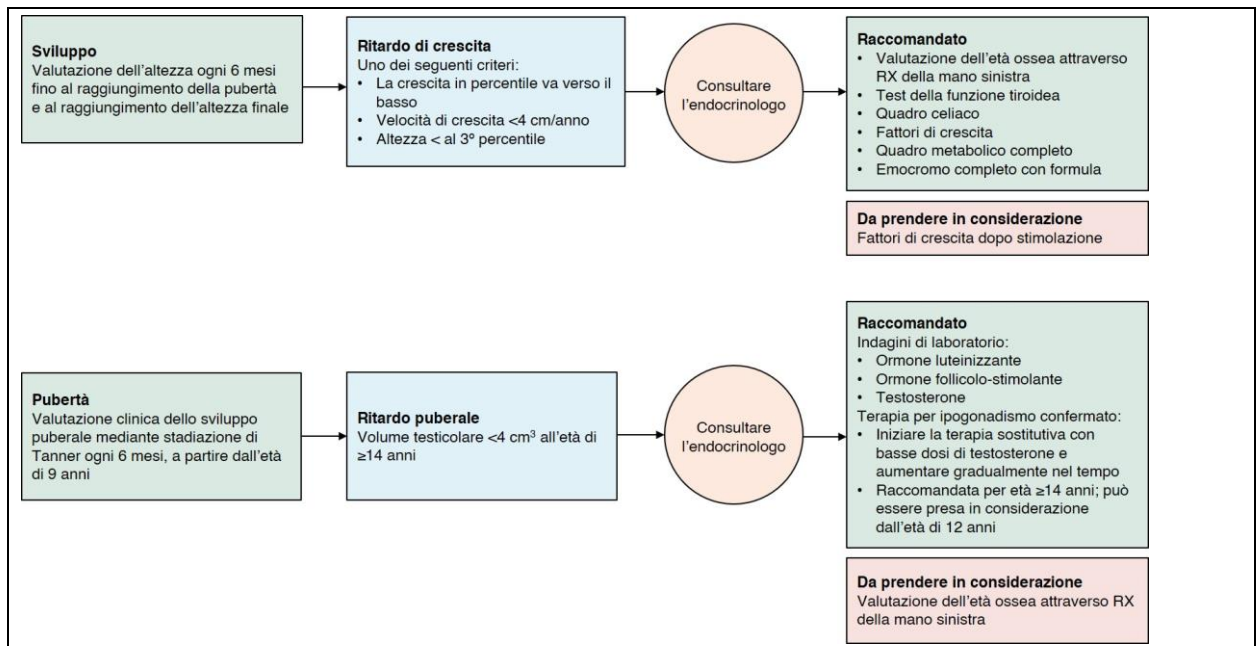 Sviluppo
Valutazione dell'altezza ogni 6 mesi
fino al raggiungimento della pubertà
e al raggiungimento dell'altezza finale
Ritardo di crescita
Uno dei seguenti criteri:
• La crescita in percentile va verso il
basso
• Velocità di crescita <4 cm/anno
• Altezza < al 3º percentile
Consultare
l'endocrinologo
Raccomandato
• Valutazione dell'età ossea attraverso
RX della mano sinistra
• Test della funzione tiroidea
• Quadro celiaco
• Fattori di crescita
• Quadro metabolico completo
• Emocromo completo con formula
Da prendere in considerazione
Fattori di crescita dopo stimolazione
Pubertà
Valutazione clinica dello sviluppo
puberale mediante stadiazione di
Tanner ogni 6 mesi, a partire dall'età
di 9 anni
Ritardo puberale
Volume testicolare <4 cm³ all'età di
≥14 anni
Consultare
l'endocrinologo
Raccomandato
Indagini di laboratorio:
• Ormone luteinizzante
• Ormone follicolo-stimolante
• Testosterone
Terapia per ipogonadismo confermato:
• Iniziare la terapia sostitutiva con
basse dosi di testosterone e
aumentare gradualmente nel tempo
• Raccomandata per età ≥14 anni; può
essere presa in considerazione
dall'età di 12 anni
Da prendere in considerazione
Valutazione dell'età ossea attraverso RX
della mano sinistra